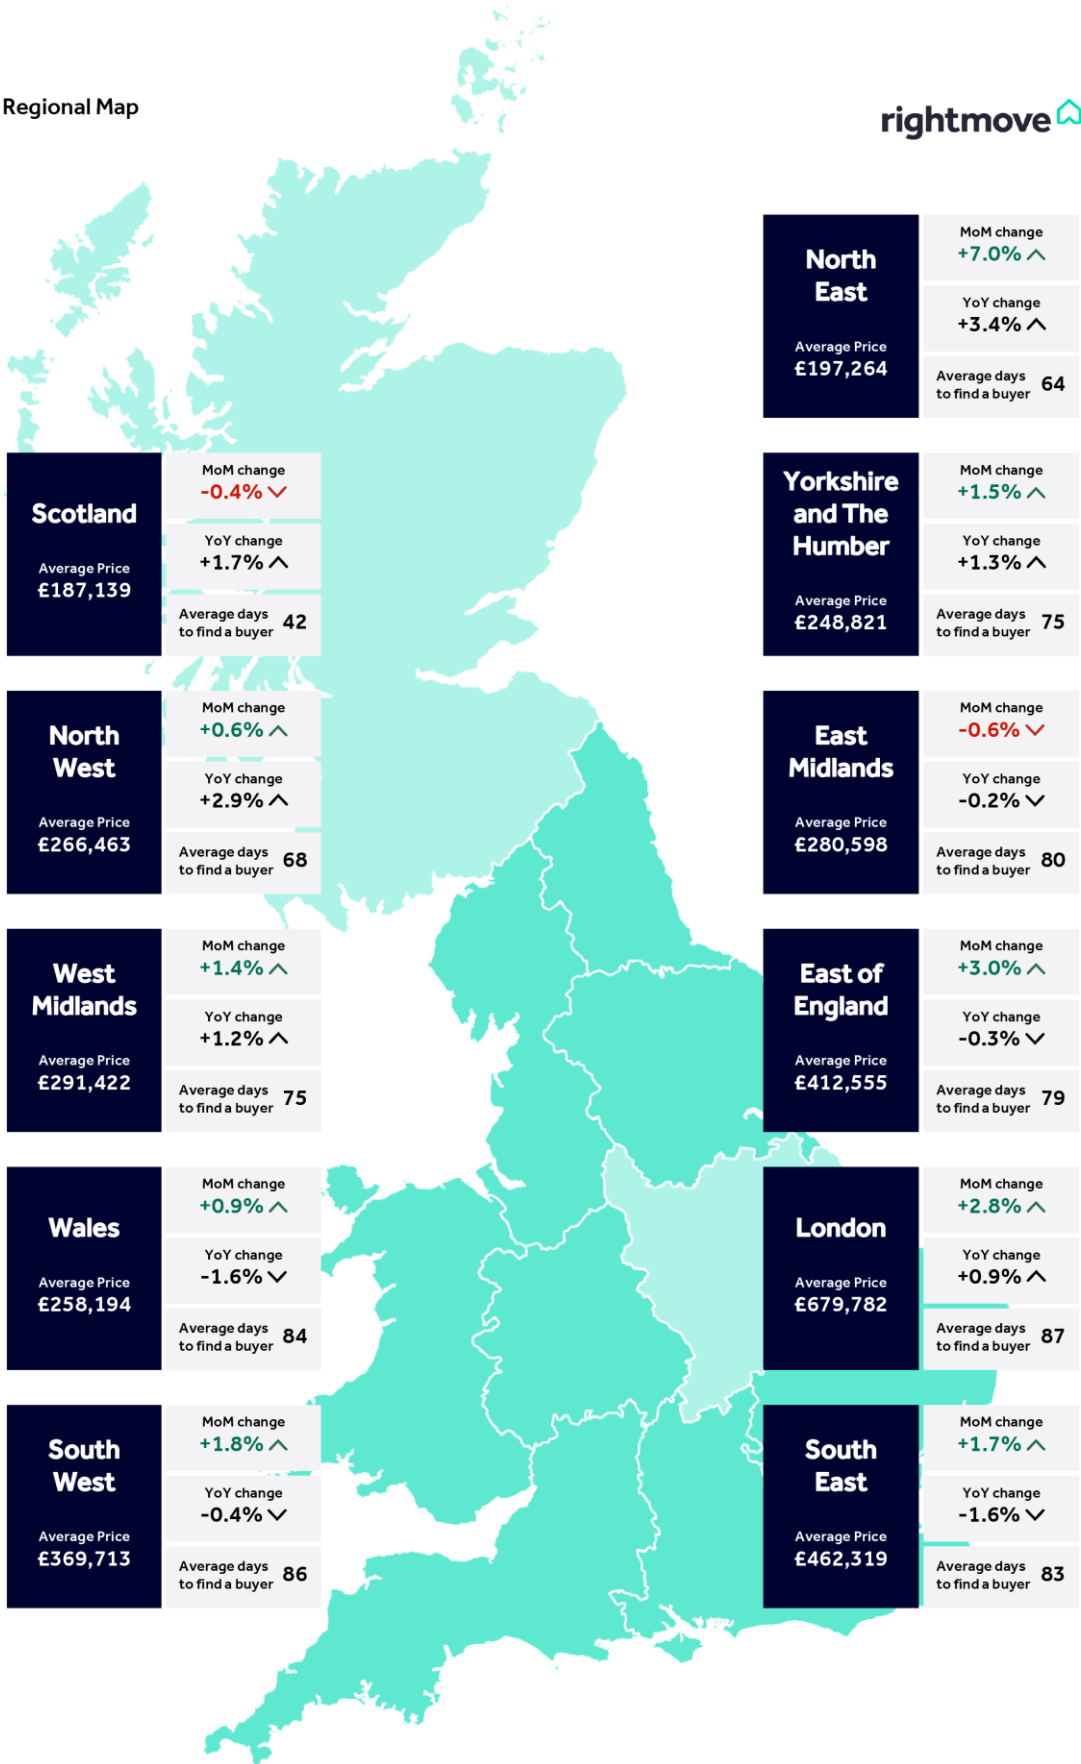 Regional Map
rightmove
North
East
Average Price
£197,264
MoM change
+7.0%
YoY change
+3.4%
Average days
to find a buyer 64
Scotland
Average Price
£187,139
MoM change
-0.4%
YoY change
+1.7%
Average days
to find a buyer 42
Yorkshire
and The
Humber
Average Price
£248,821
MoM change
+1.5%
YoY change
+1.3%
Average days
to find a buyer 75
North
West
Average Price
£266,463
MoM change
+0.6%
YoY change
+2.9%
Average days
to find a buyer 68
East
Midlands
Average Price
£280,598
MoM change
-0.6%
YoY change
-0.2%
Average days
to find a buyer 80
West
Midlands
Average Price
£291,422
MoM change
+1.4%
YoY change
+1.2%
Average days
to find a buyer 75
East of
England
Average Price
£412,555
MoM change
+3.0%
YoY change
-0.3%
Average days
to find a buyer 79
Wales
Average Price
£258,194
MoM change
+0.9%
YoY change
-1.6%
Average days
to find a buyer 84
London
Average Price
£679,782
MoM change
+2.8%
YoY change
+0.9%
Average days
to find a buyer 87
South
West
Average Price
£369,713
MoM change
+1.8%
YoY change
-0.4%
Average days
to find a buyer 86
South
East
Average Price
£462,319
MoM change
+1.7%
YoY change
-1.6%
Average days
to find a buyer 83